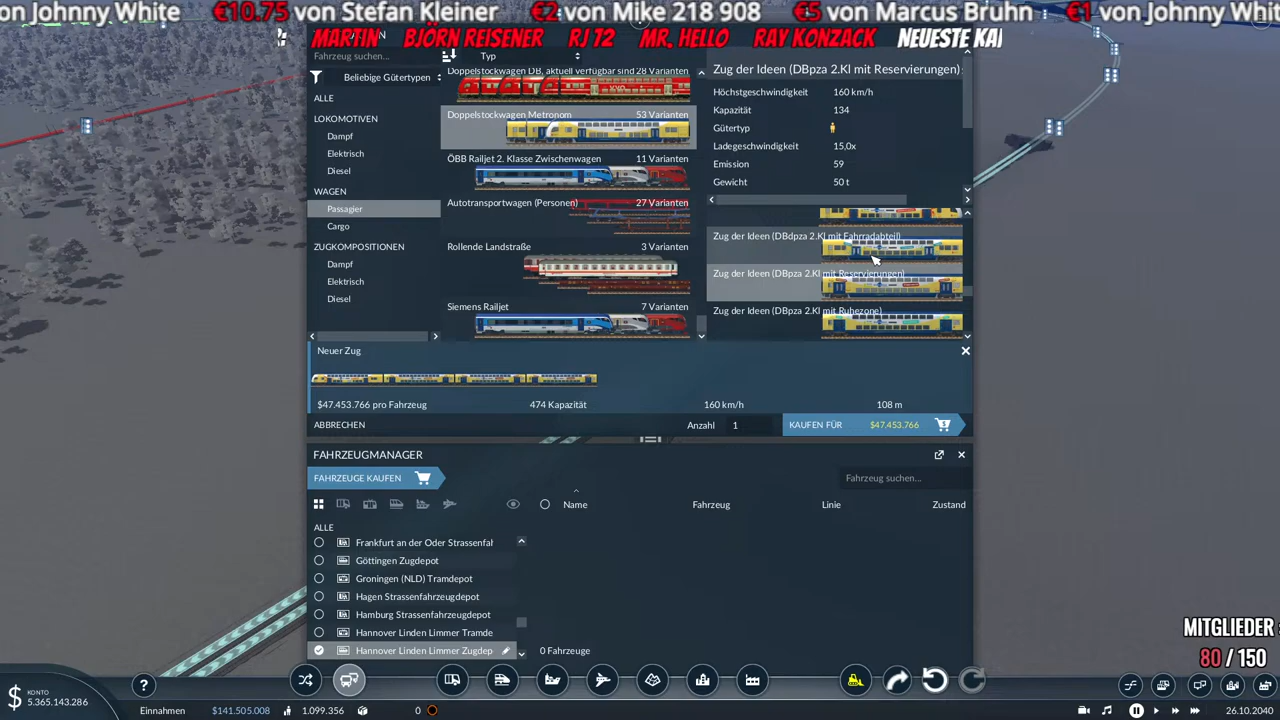 on Johnny White €10.75 von Stefan Kleiner €2 von Mike 218 908 €5 von Marcus Bruhn €1 von Johnny Whit
MARTIN BJÖRN REISENER RJ 72 MR. HELLO RAY KONZACK NEUESTE KA
Fahrzeug suchen...
Typ
Beliebige Gütertypen
ALLE
LOKOMOTIVEN
Dampf
Elektrisch
Diesel
WAGEN
Passagier
Cargo
ZUGKOMPOSITIONEN
Dampf
Elektrisch
Diesel
Doppelstockwagen DB, aktuell verfügbar sind 28 Varianten
Doppelstockwagen Metronom 53 Varianten
ÖBB Railjet 2. Klasse Zwischenwagen 11 Varianten
Autotransportwagen (Personen) 27 Varianten
Rollende Landstraße 3 Varianten
Siemens Railjet 7 Varianten
Zug der Ideen (DBpza 2.Kl mit Reservierungen)
Höchstgeschwindigkeit 160 km/h
Kapazität 134
Gütertyp
Ladegeschwindigkeit 15,0x
Emission 59
Gewicht 50 t
Zug der Ideen (DBdpza 2.Kl mit Fahrradabteil)
Zug der Ideen (DBpza 2.Kl mit Reservierungen)
Zug der Ideen (DBpza 2.Kl mit Ruhezone)
Neuer Zug
$47.453.766 pro Fahrzeug 474 Kapazität 160 km/h 108 m
ABBRECHEN Anzahl 1 KAUFEN FÜR $47.453.766
FAHRZEUGMANAGER
FAHRZEUGE KAUFEN Fahrzeug suchen...
Name Fahrzeug Linie Zustand
ALLE
Frankfurt an der Oder Strassenfal
Göttingen Zugdepot
Groningen (NLD) Tramdepot
Hagen Strassenfahrzeugdepot
Hamburg Strassenfahrzeugdepot
Hannover Linden Limmer Tramde
Hannover Linden Limmer Zugdep 0 Fahrzeuge
MITGLIEDER
80 / 150
$ KONTO
5.365.143.286
?
Einnahmen $141.505.008 1.099.356 0
26.10.2040